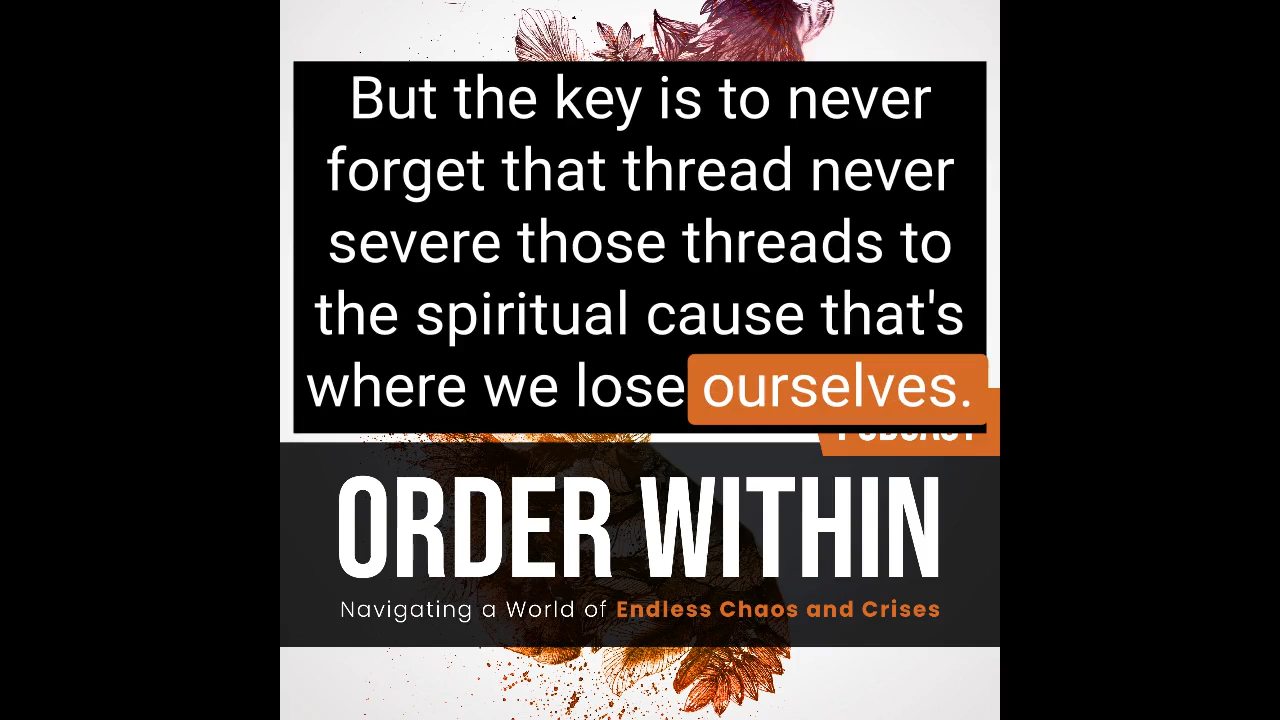 But the key is to never
forget that thread never
severe those threads to
the spiritual cause that's
where we lose ourselves.
PODCAST
ORDER WITHIN
Navigating a World of Endless Chaos and Crises